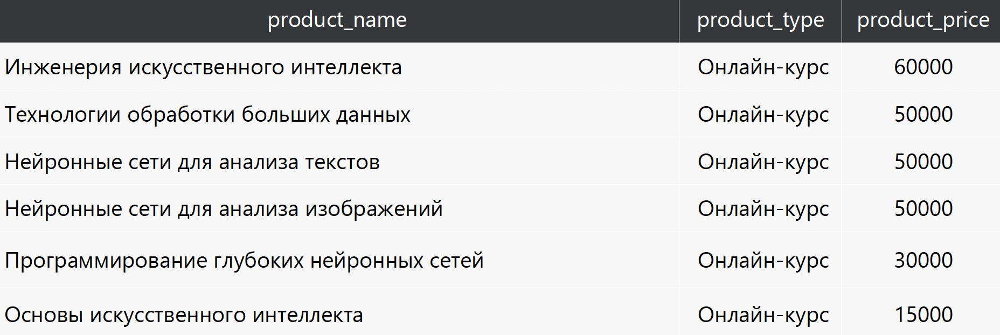 product_name product_type product_price
Инженерия искусственного интеллекта Онлайн-курс 60000
Технологии обработки больших данных Онлайн-курс 50000
Нейронные сети для анализа текстов Онлайн-курс 50000
Нейронные сети для анализа изображений Онлайн-курс 50000
Программирование глубоких нейронных сетей Онлайн-курс 30000
Основы искусственного интеллекта Онлайн-курс 15000